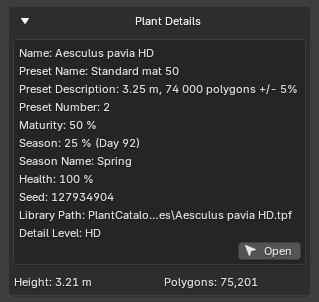 Plant Details
Name: Aesculus pavia HD
Preset Name: Standard mat 50
Preset Description: 3.25 m, 74 000 polygons +/- 5%
Preset Number: 2
Maturity: 50 %
Season: 25 % (Day 92)
Season Name: Spring
Health: 100 %
Seed: 127934904
Library Path: PlantCatalo...es\Aesculus pavia HD.tpf
Detail Level: HD
Open
Height: 3.21 m Polygons: 75,201